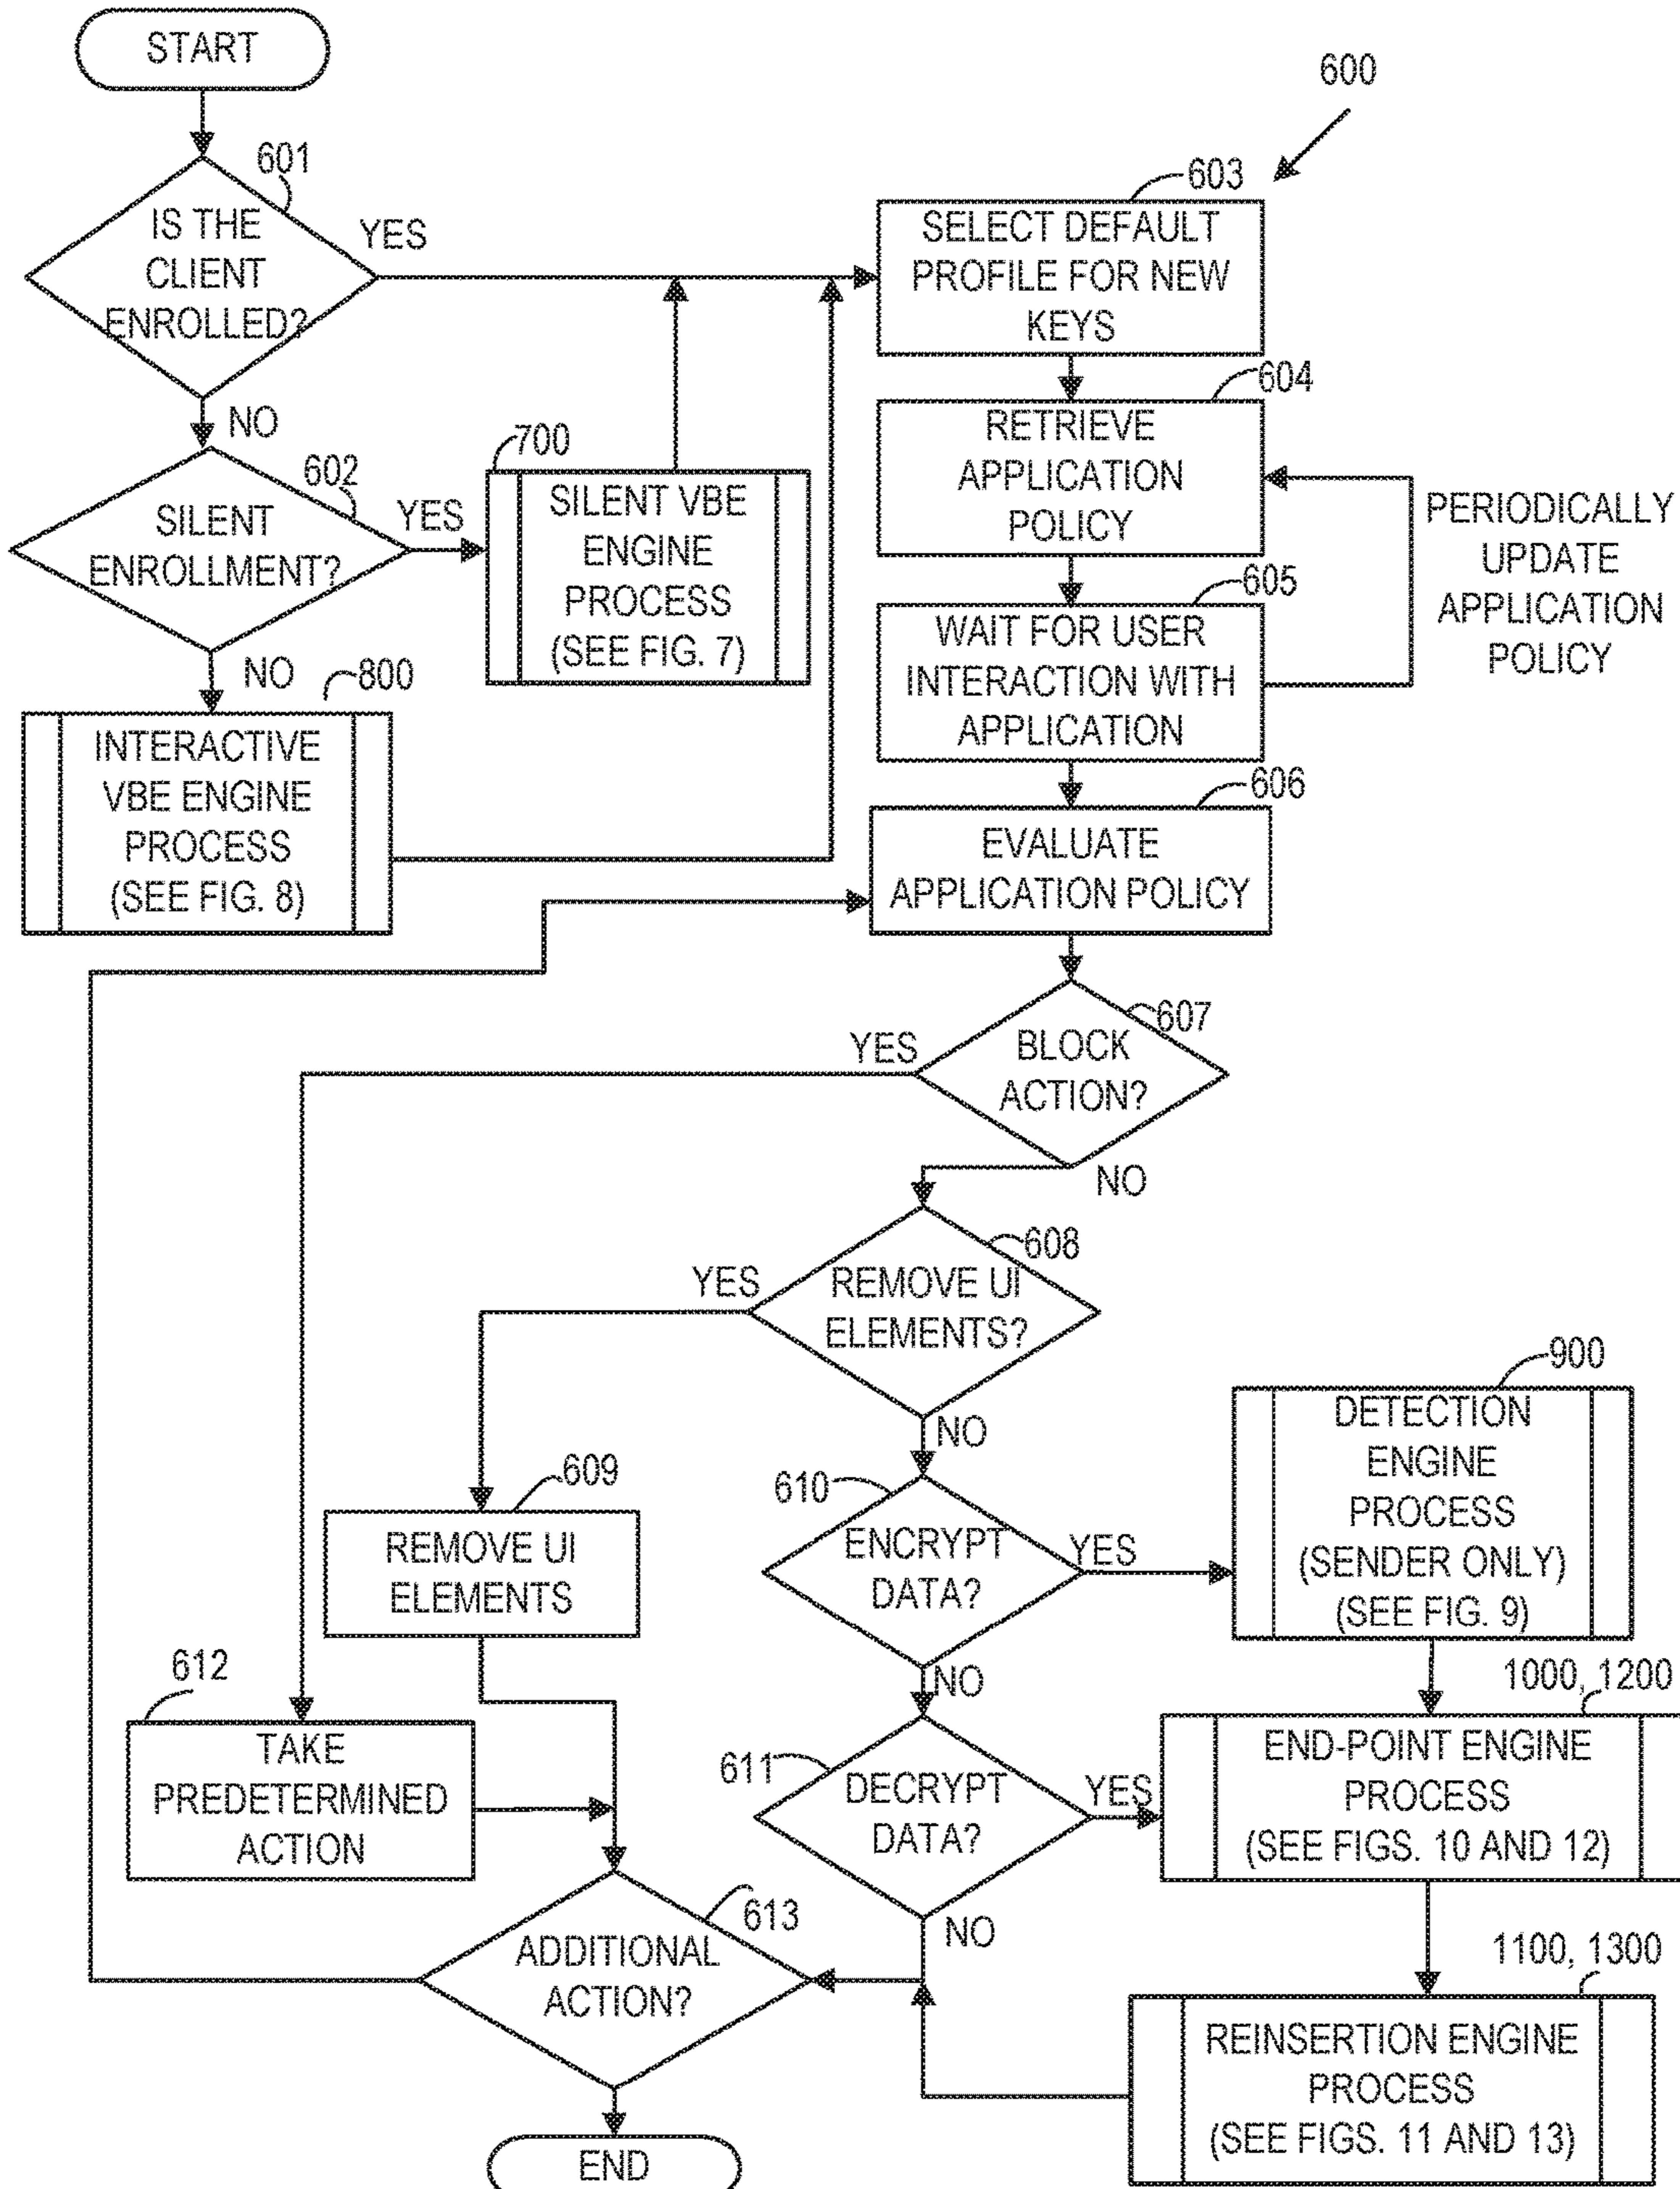 START
600
601
IS THE
CLIENT
ENROLLED?
YES
NO
603
SELECT DEFAULT
PROFILE FOR NEW
KEYS
604
RETRIEVE
APPLICATION
POLICY
602
SILENT
ENROLLMENT?
YES
NO
700
SILENT VBE
ENGINE
PROCESS
(SEE FIG. 7)
PERIODICALLY
UPDATE
APPLICATION
POLICY
605
WAIT FOR USER
INTERACTION WITH
APPLICATION
800
INTERACTIVE
VBE ENGINE
PROCESS
(SEE FIG. 8)
606
EVALUATE
APPLICATION POLICY
607
BLOCK
ACTION?
YES
NO
608
REMOVE UI
ELEMENTS?
YES
NO
609
REMOVE UI
ELEMENTS
610
ENCRYPT
DATA?
YES
NO
900
DETECTION
ENGINE
PROCESS
(SENDER ONLY)
(SEE FIG. 9)
612
TAKE
PREDETERMINED
ACTION
611
DECRYPT
DATA?
YES
NO
1000, 1200
END-POINT ENGINE
PROCESS
(SEE FIGS. 10 AND 12)
613
ADDITIONAL
ACTION?
1100, 1300
REINSERTION ENGINE
PROCESS
(SEE FIGS. 11 AND 13)
END